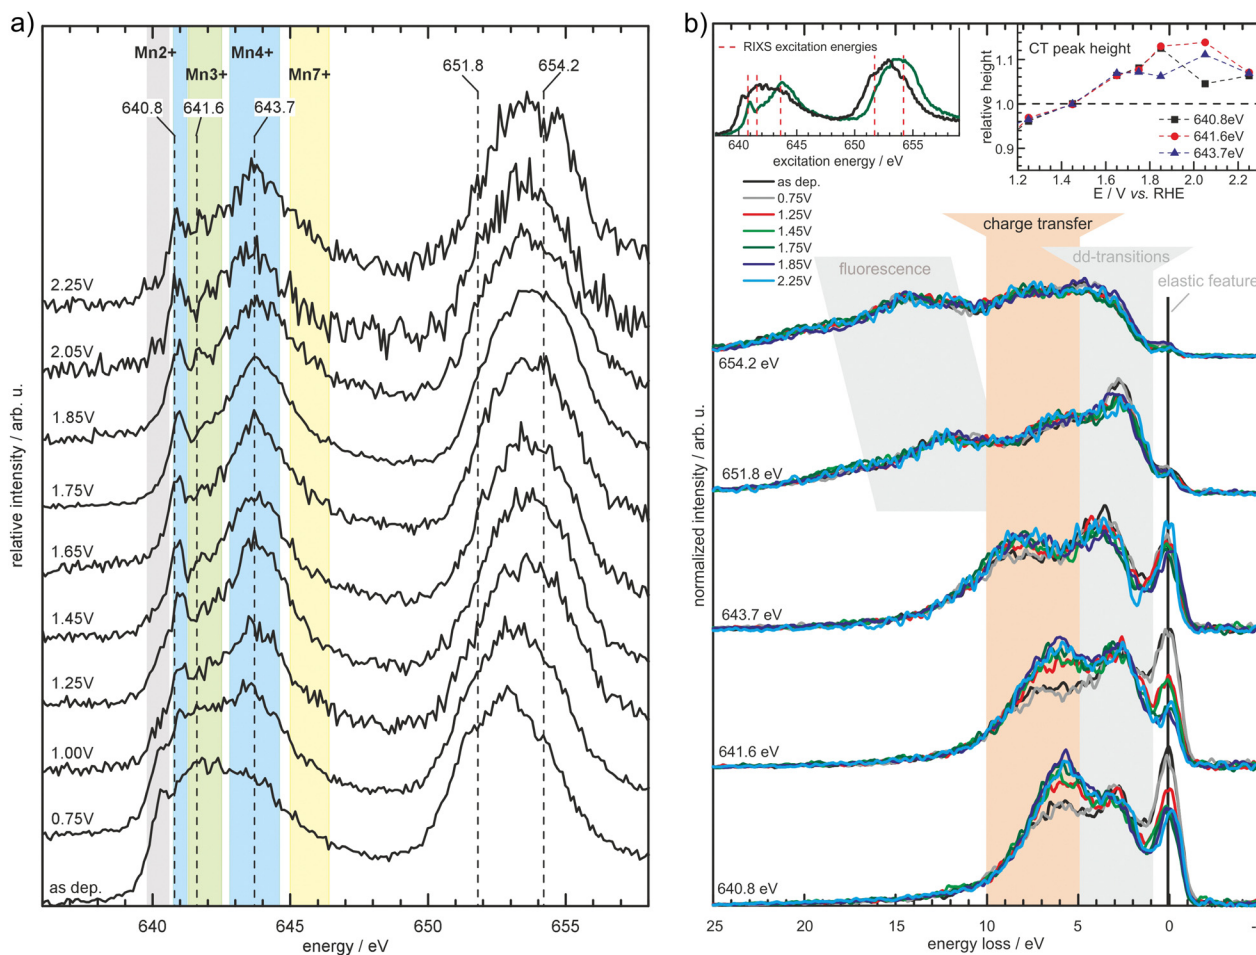 a)
Mn2+
Mn3+
Mn4+
Mn7+
640.8
641.6
643.7
651.8
654.2
2.25V
2.05V
1.85V
1.75V
1.65V
1.45V
1.25V
1.00V
0.75V
as dep.
relative intensity / arb. u.
640
645
650
655
energy / eV
b)
RIXS excitation energies
640
645
650
655
excitation energy / eV
CT peak height
relative height
1.1
1.0
0.9
640.8eV
641.6eV
643.7eV
1.2
1.4
1.6
1.8
2.0
2.2
E / V vs. RHE
as dep.
0.75V
1.25V
1.45V
1.75V
1.85V
2.25V
charge transfer
dd-transitions
fluorescence
elastic feature
654.2 eV
651.8 eV
643.7 eV
641.6 eV
640.8 eV
normalized intensity / arb. u.
25
20
15
10
5
0
energy loss / eV